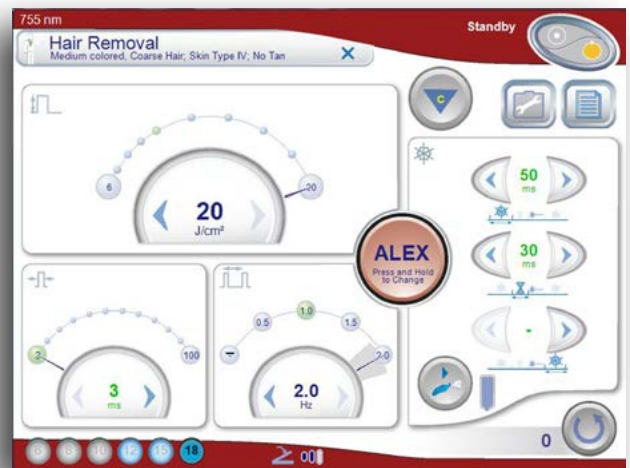 755 nm
Standby
Hair Removal
Medium colored, Coarse Hair; Skin Type IV; No Tan
C
6
20
20
J/cm²
ALEX
Press and Hold
to Change
50
ms
30
ms
-
3
100
3
ms
0.5
1.0
1.5
2.0
2.0
Hz
6
8
10
12
15
18
0